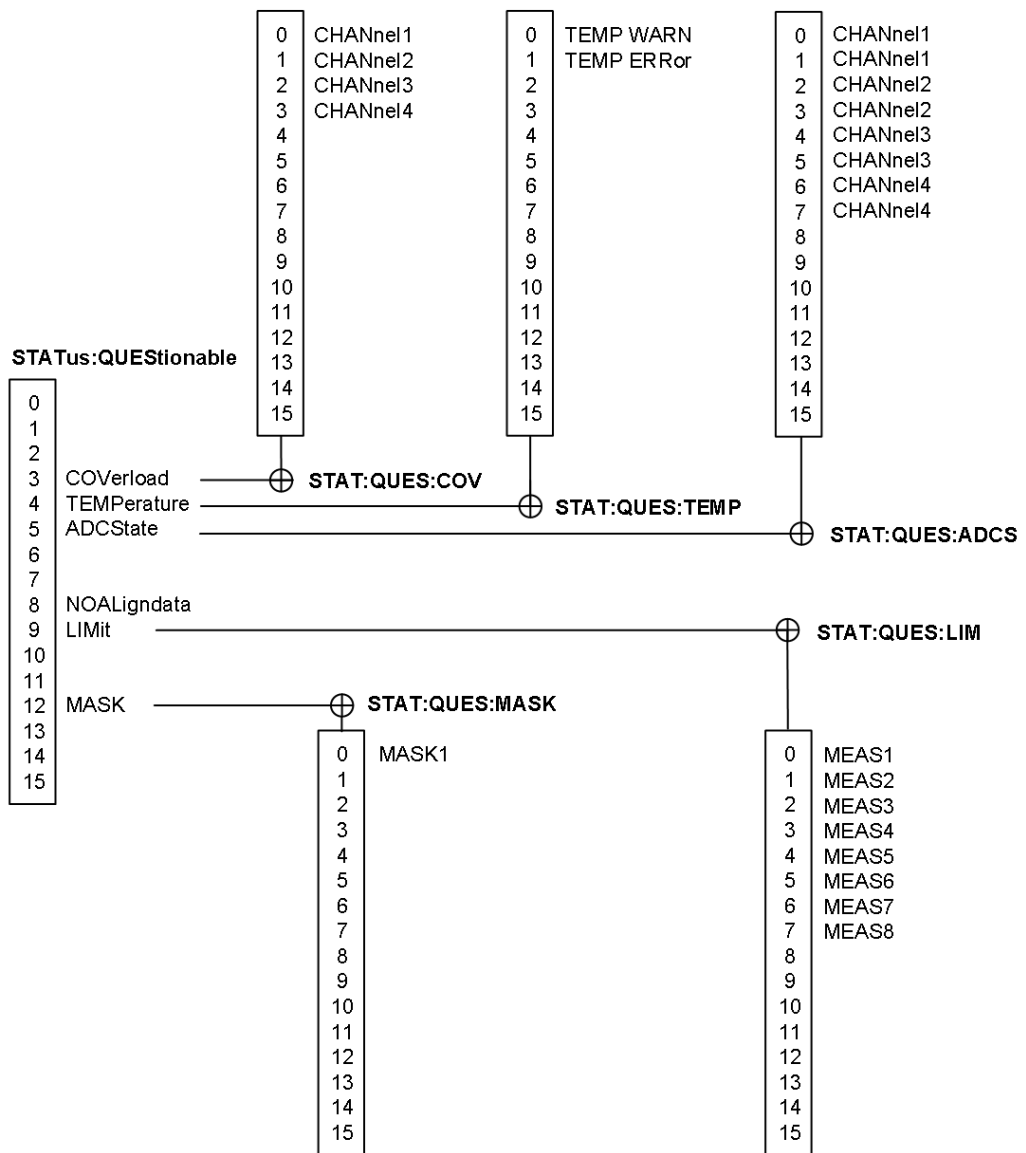 0 CHANnel1
1 CHANnel2
2 CHANnel3
3 CHANnel4
4
5
6
7
8
9
10
11
12
13
14
15
STAT:QUES:COV
0 TEMP WARN
1 TEMP ERRor
2
3
4
5
6
7
8
9
10
11
12
13
14
15
STAT:QUES:TEMP
0 CHANnel1
1 CHANnel1
2 CHANnel2
3 CHANnel2
4 CHANnel3
5 CHANnel3
6 CHANnel4
7 CHANnel4
8
9
10
11
12
13
14
15
STAT:QUES:ADCS
STATus:QUEStionable
0
1
2
3 COVerload
4 TEMPerature
5 ADCState
6
7
8 NOALigndata
9 LIMit
10
11
12 MASK
13
14
15
STAT:QUES:MASK
0 MASK1
1
2
3
4
5
6
7
8
9
10
11
12
13
14
15
STAT:QUES:LIM
0 MEAS1
1 MEAS2
2 MEAS3
3 MEAS4
4 MEAS5
5 MEAS6
6 MEAS7
7 MEAS8
8
9
10
11
12
13
14
15